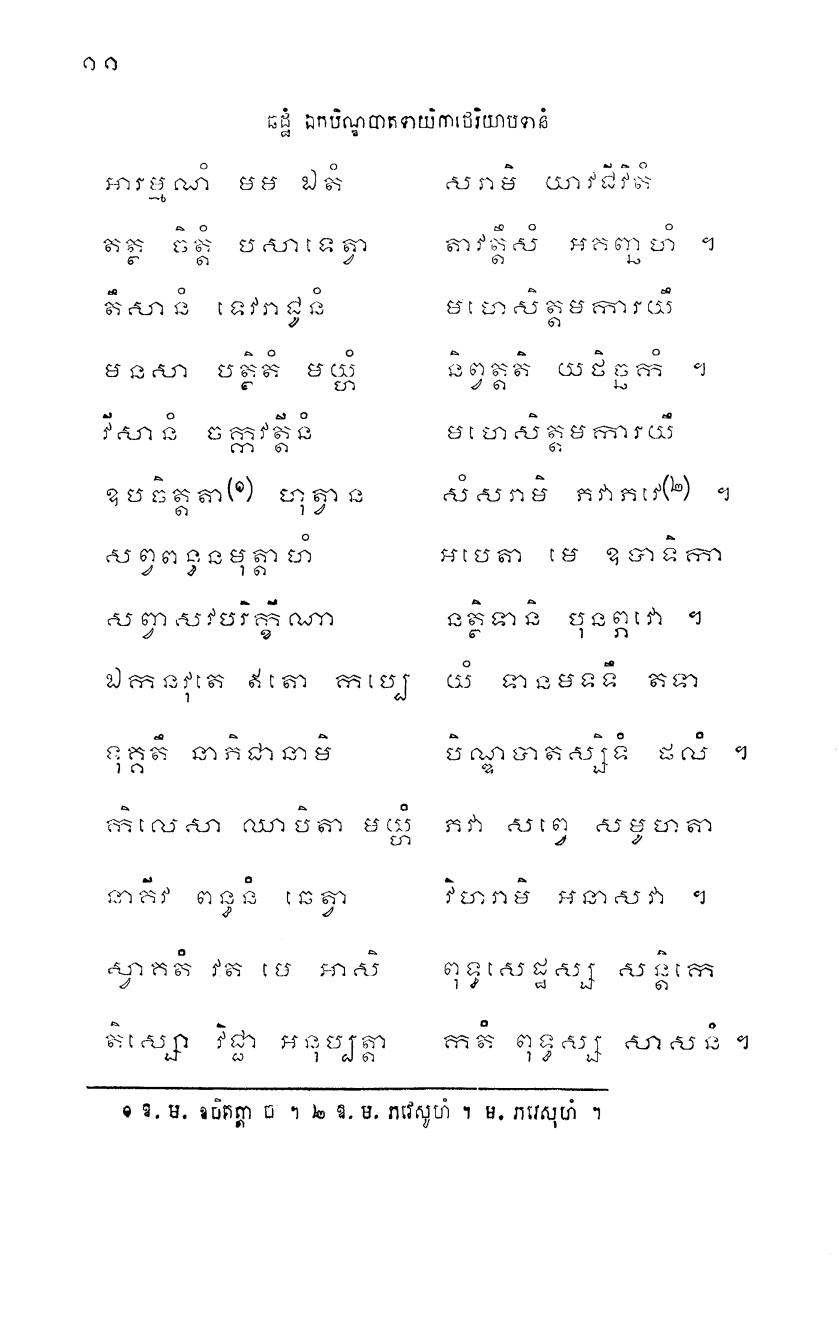 ១១
ឆដ្ឋំ ឯកបិណ្ឌបាតទាយិកាថេរិយាបទានំ
អារម្មណំ មម ឯតំ សរាមិ យាវជីវិតំ
តត្ថ ចិត្តំ បសាទេត្វា តាវត្តឹសំ អគញ្ឆហំ ។
តឹសានំ ទេវរាជូនំ មហេសិត្តមការយឹ
មនសា បត្ថិតំ មយ្ហំ និព្វត្តតិ យថិច្ឆកំ ។
វីសានំ ចក្កវត្តីនំ មហេសិត្តមការយឹ
ឧបចិត្តតា(១) ហុត្វាន សំសរាមិ ភវាភវេ(២) ។
សព្វពន្ធនមុត្តាហំ អបេតា មេ ឧបាទិកា
សព្វាសវបរិក្ខីណា នត្ថិទានិ បុនព្ភវោ ។
ឯកនវុតេ ឥតោ កប្បេ យំ ទានមទទឹ តទា
ទុគ្គតឹ នាភិជានាមិ បិណ្ឌបាតស្សិទំ ផលំ ។
កិលេសា ឈាបិតា មយ្ហំ ភវា សព្វេ សមូហតា
នាគីវ ពន្ធនំ ឆេត្វា វិហរាមិ អនាសវា ។
ស្វាគតំ វត មេ អាសិ ពុទ្ធសេដ្ឋស្ស សន្តិកេ
តិស្សោ វិជ្ជា អនុប្បត្តា កតំ ពុទ្ធស្ស សាសនំ ។
១ ឱ. ម. ឧចិតត្តា ច ។ ២ ឱ. ម. ភវេសូហំ ។ ម. ភវេសុហំ ។